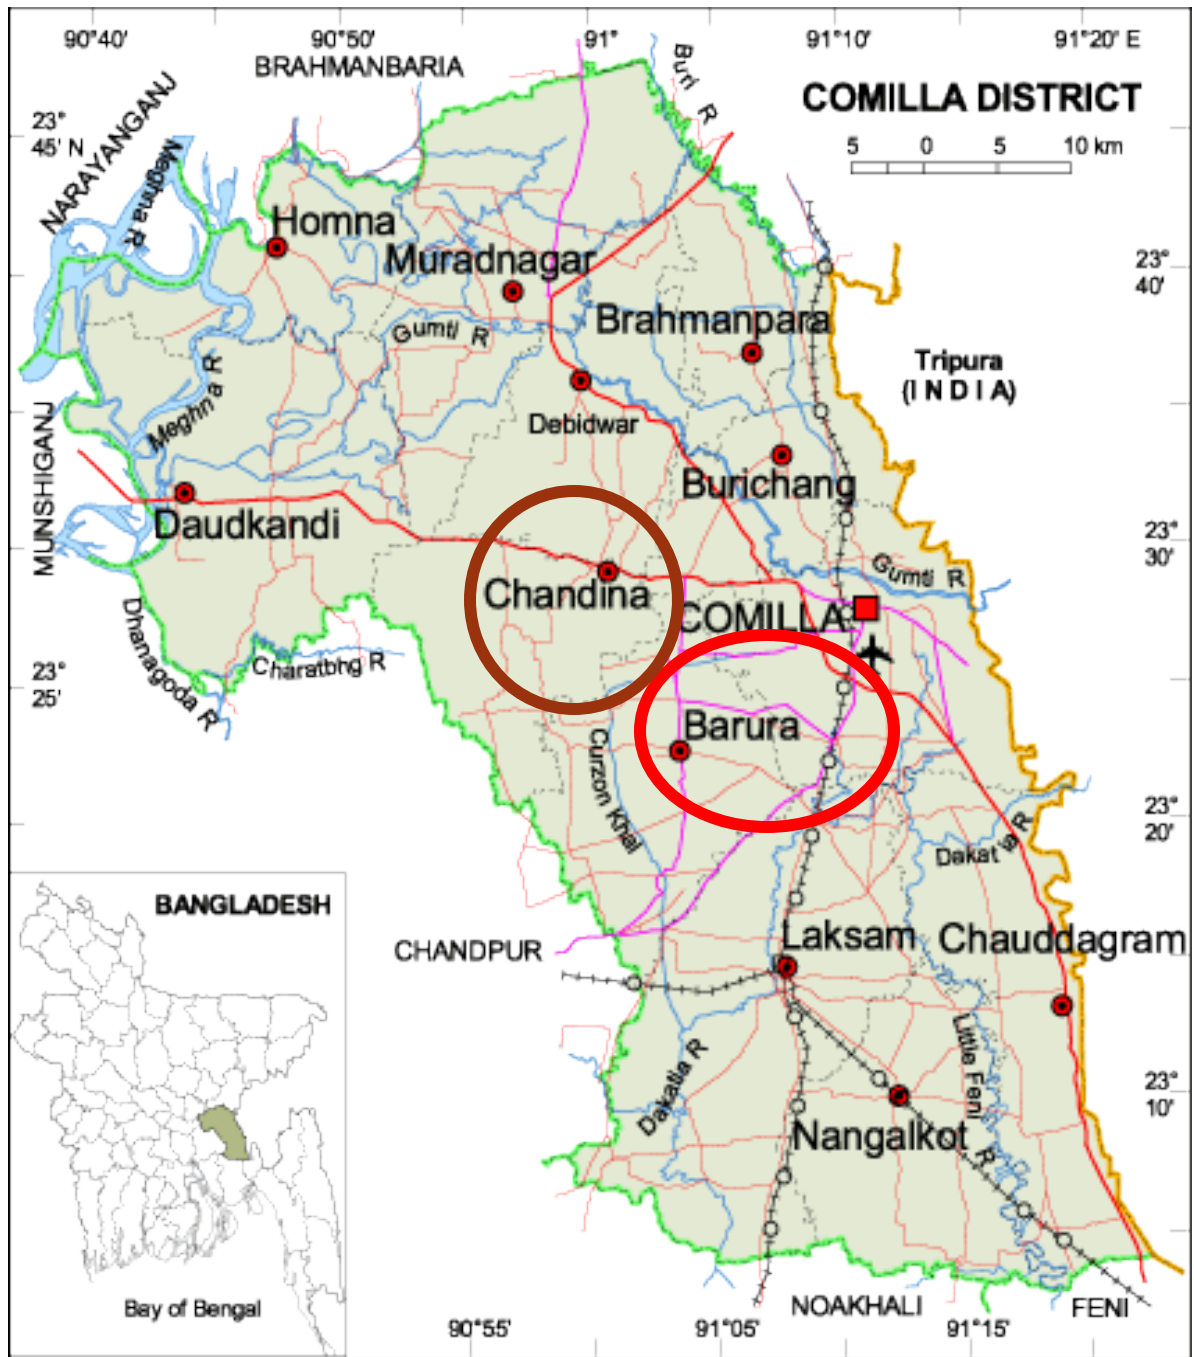 90°40'
90°50'
91°
91°10'
91°20' E
BRAHMANBARIA
Buri R
COMILLA DISTRICT
23°
45' N
NARAYANGANJ
Meghna R
5 0 5 10 km
Homna
Muradnagar
23°
40'
Brahmanpara
Gumti R
Tripura
(INDIA)
Meghna R
Debidwar
MUNSHIGANJ
Burichang
Daudkandi
23°
30'
Gumti R
Chandina
COMILLA
Dhanagoda R
Charatbhg R
23°
25'
Barura
Curzon Khal
23°
20'
Dakatia R
BANGLADESH
CHANDPUR
Laksam
Chauddagram
Little Feni R
Dakatia R
23°
10'
Nangalkot
Bay of Bengal
NOAKHALI
FENI
90°55'
91°05'
91°15'